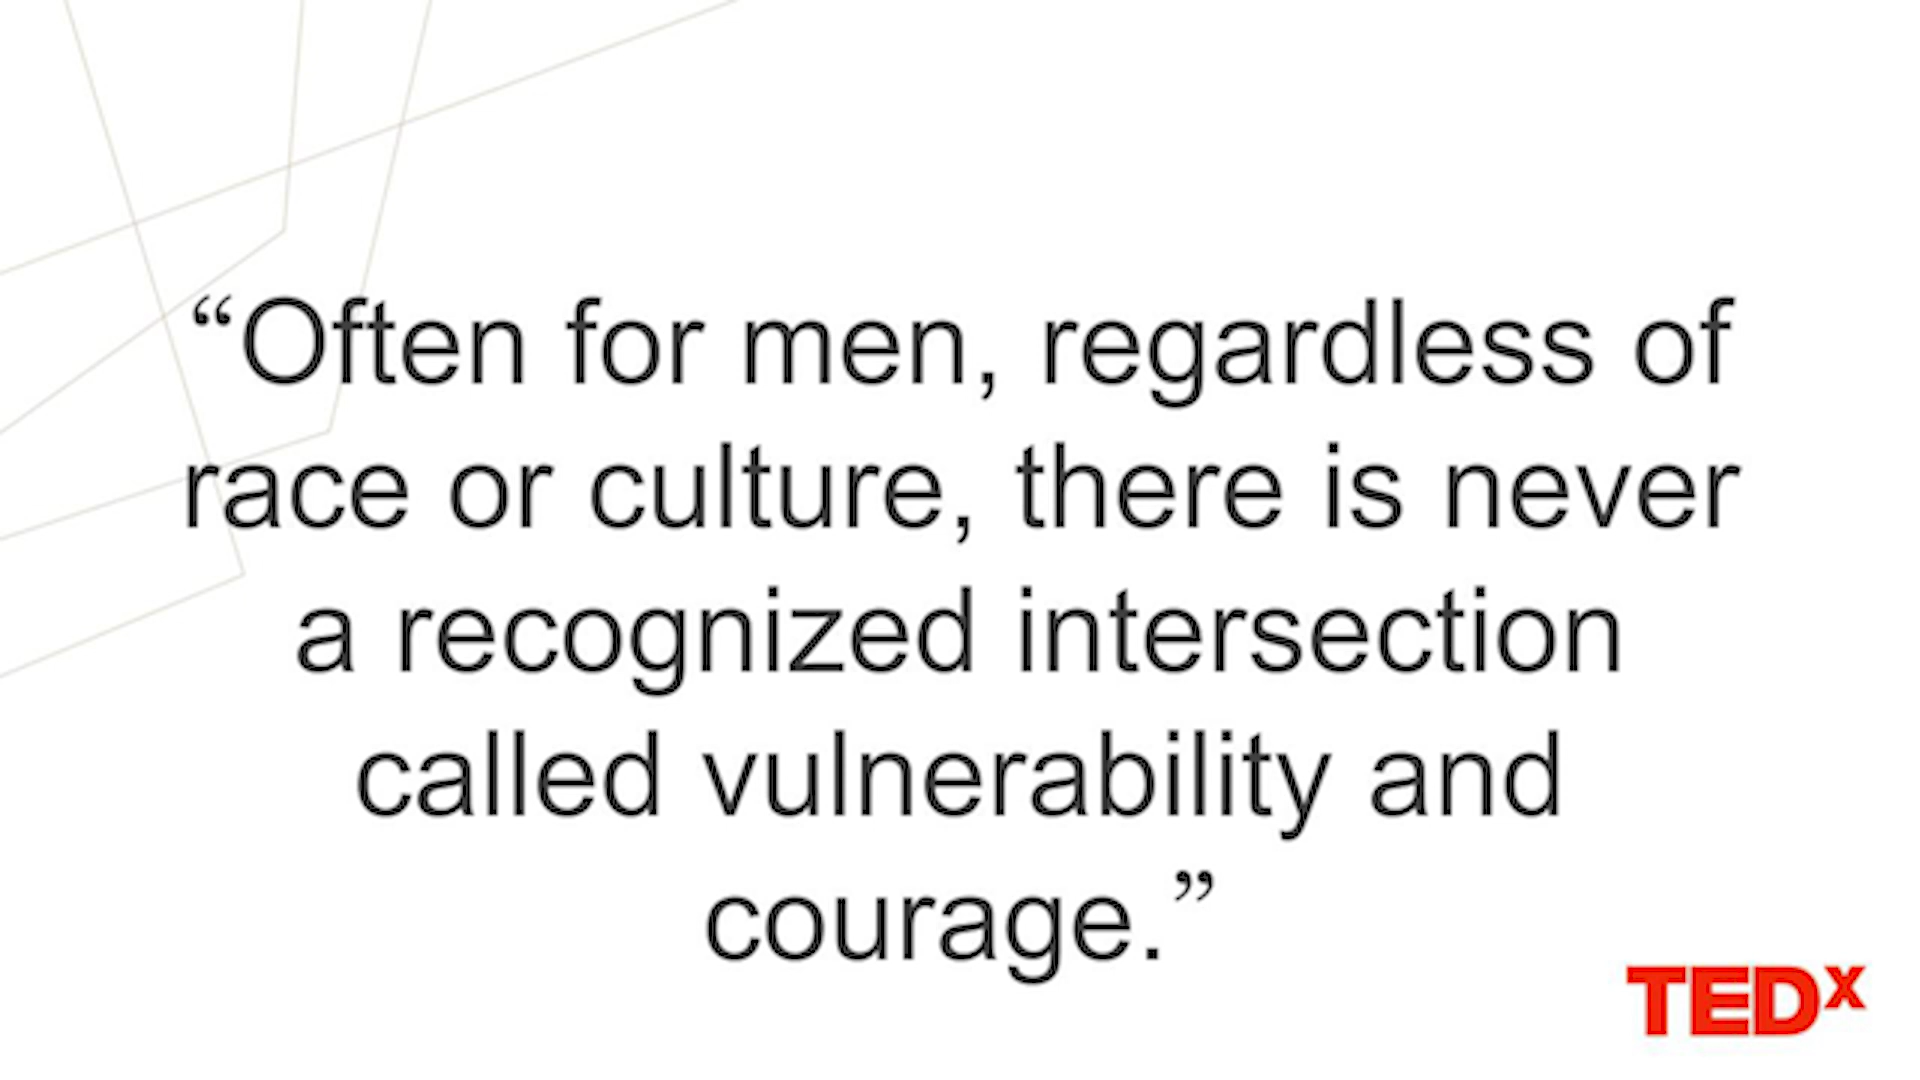 “Often for men, regardless of
race or culture, there is never
a recognized intersection
called vulnerability and
courage.”
TEDx